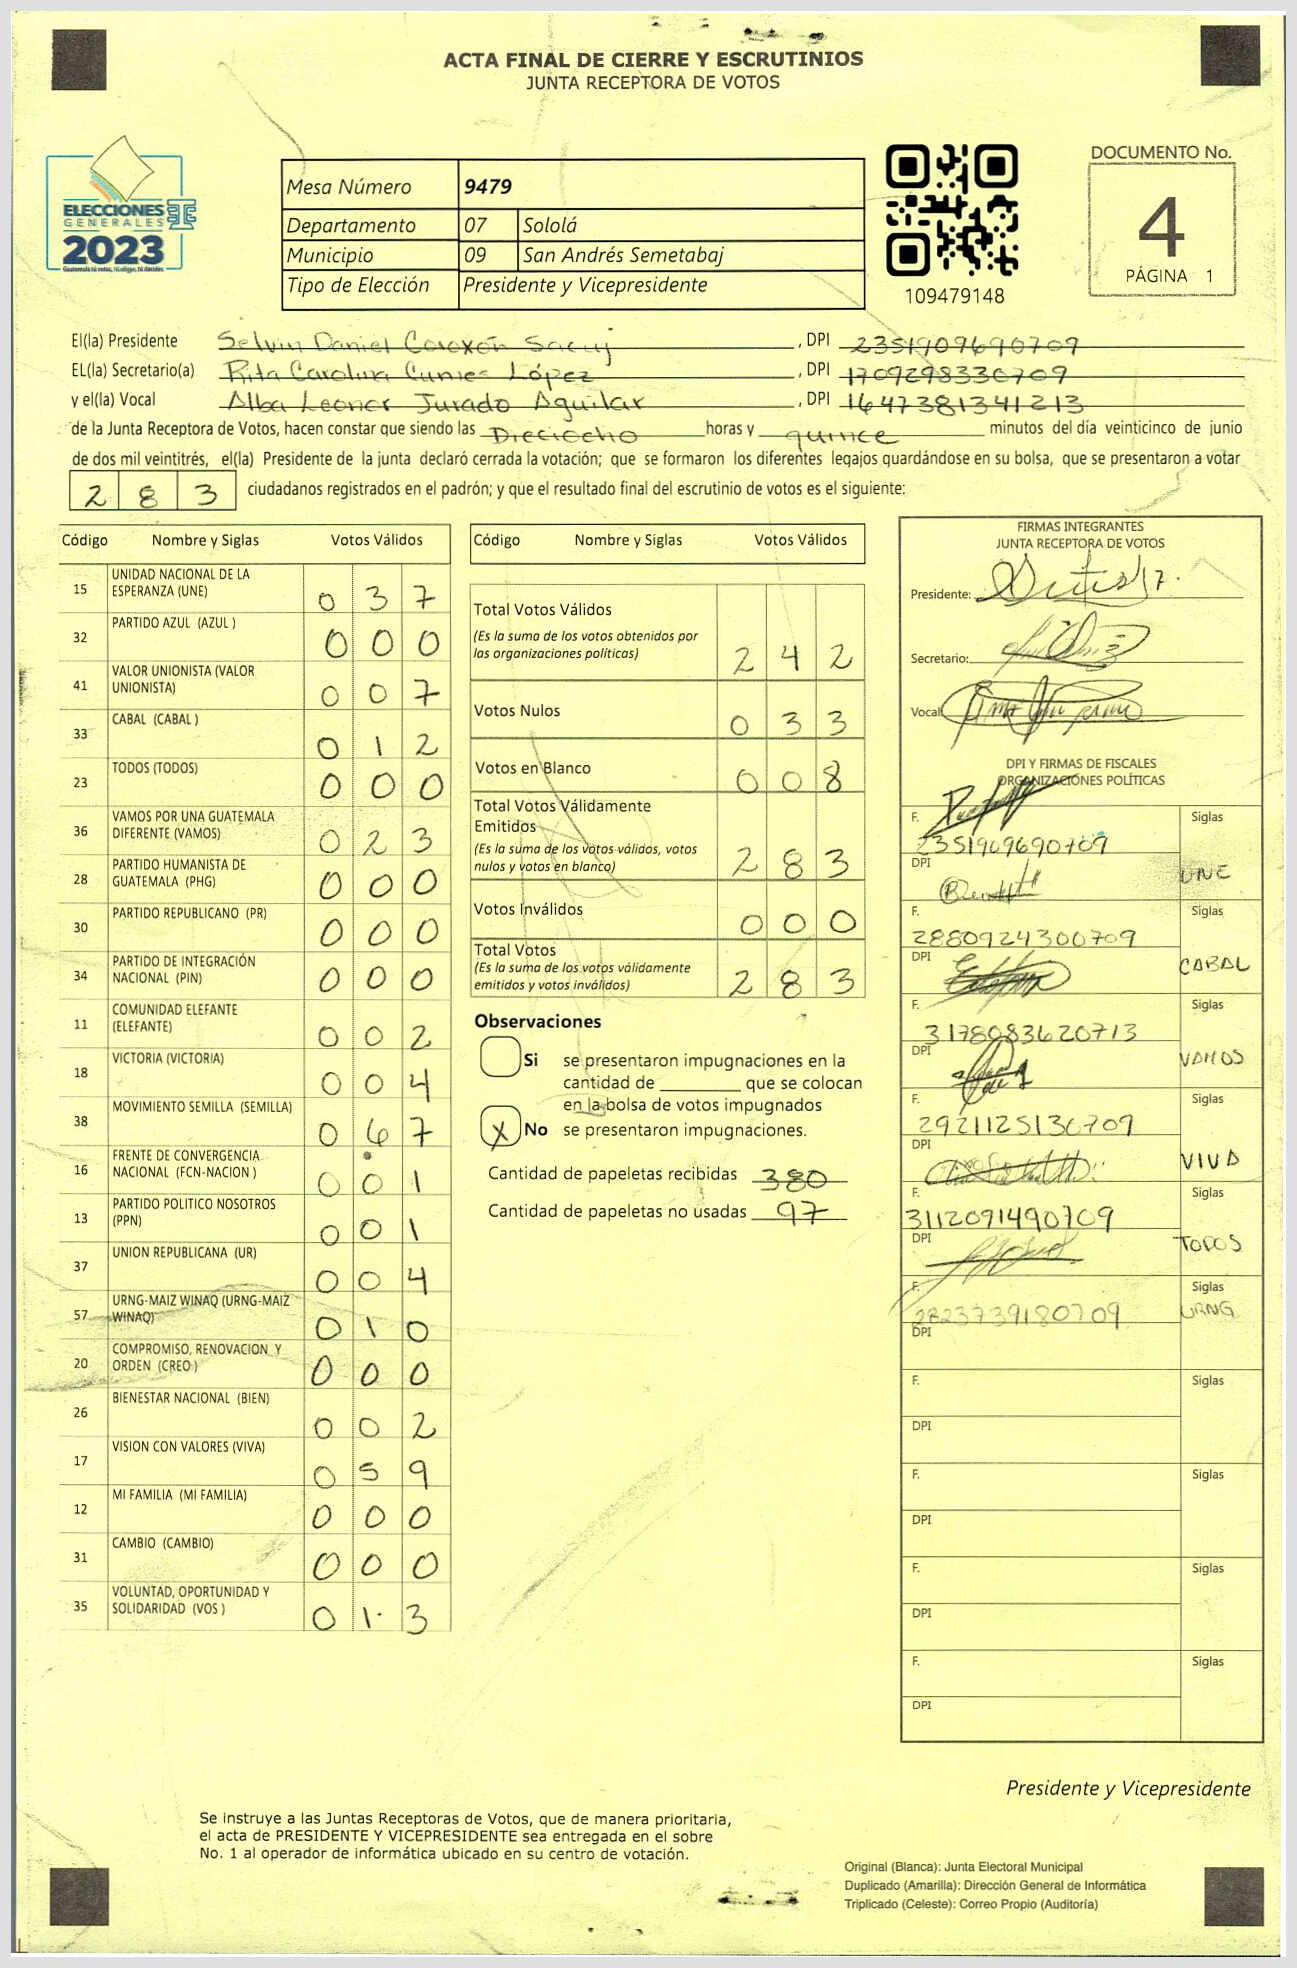 ACTA FINAL DE CIERRE Y ESCRUTINIOS
JUNTA RECEPTORA DE VOTOS
ELECCIONES
GENERALES
2023
Mesa Número 9479
Departamento 07 Sololá
Municipio 09 San Andrés Semetabaj
Tipo de Elección Presidente y Vicepresidente
109479148
DOCUMENTO No.
4
PÁGINA 1
El(la) Presidente Selvin Daniel , DPI 2351909690709
EL(la) Secretario(a) Rita Carolina López , DPI 1709298330709
y el(la) Vocal Alba Leonor Jurado Aguilar , DPI 1647381341213
de la Junta Receptora de Votos, hacen constar que siendo las Dieciocho horas y quince minutos del día veinticinco de junio
de dos mil veintitrés, el(la) Presidente de la junta declaró cerrada la votación; que se formaron los diferentes legajos guardándose en su bolsa, que se presentaron a votar
283 ciudadanos registrados en el padrón; y que el resultado final del escrutinio de votos es el siguiente:
Código Nombre y Siglas Votos Válidos
15 UNIDAD NACIONAL DE LA ESPERANZA (UNE) 0 3 7
32 PARTIDO AZUL (AZUL ) 0 0 0
41 VALOR UNIONISTA (VALOR UNIONISTA) 0 0 7
33 CABAL (CABAL ) 0 1 2
23 TODOS (TODOS) 0 0 0
36 VAMOS POR UNA GUATEMALA DIFERENTE (VAMOS) 0 2 3
28 PARTIDO HUMANISTA DE GUATEMALA (PHG) 0 0 0
30 PARTIDO REPUBLICANO (PR) 0 0 0
34 PARTIDO DE INTEGRACIÓN NACIONAL (PIN) 0 0 0
11 COMUNIDAD ELEFANTE (ELEFANTE) 0 0 2
18 VICTORIA (VICTORIA) 0 0 4
38 MOVIMIENTO SEMILLA (SEMILLA) 0 6 7
16 FRENTE DE CONVERGENCIA NACIONAL (FCN-NACION ) 0 0 1
13 PARTIDO POLITICO NOSOTROS (PPN) 0 0 1
37 UNION REPUBLICANA (UR) 0 0 4
57 URNG-MAIZ WINAQ (URNG-MAIZ WINAQ) 0 1 0
20 COMPROMISO, RENOVACION Y ORDEN (CREO ) 0 0 0
26 BIENESTAR NACIONAL (BIEN) 0 0 2
17 VISION CON VALORES (VIVA) 0 5 9
12 MI FAMILIA (MI FAMILIA) 0 0 0
31 CAMBIO (CAMBIO) 0 0 0
35 VOLUNTAD, OPORTUNIDAD Y SOLIDARIDAD (VOS ) 0 1 3
Código Nombre y Siglas Votos Válidos
Total Votos Válidos 2 4 2
(Es la suma de los votos obtenidos por
las organizaciones políticas)
Votos Nulos 0 3 3
Votos en Blanco 0 0 8
Total Votos Válidamente
Emitidos 2 8 3
(Es la suma de los votos válidos, votos
nulos y votos en blanco)
Votos Inválidos 0 0 0
Total Votos 2 8 3
(Es la suma de los votos válidamente
emitidos y votos inválidos)
Observaciones
Si se presentaron impugnaciones en la
cantidad de ________ que se colocan
en la bolsa de votos impugnados
X No se presentaron impugnaciones.
Cantidad de papeletas recibidas 380
Cantidad de papeletas no usadas 97
FIRMAS INTEGRANTES
JUNTA RECEPTORA DE VOTOS
Presidente:
Secretario:
Vocal
DPI Y FIRMAS DE FISCALES
ORGANIZACIONES POLÍTICAS
F. Siglas
2351909690709
DPI UNE
F. Siglas
2880924300709
DPI CABAL
F. Siglas
3178083620713
DPI VAMOS
F. Siglas
2921125130709
DPI VIVA
F. Siglas
3112091490709
DPI TODOS
F. Siglas
2823739180709 URNG
DPI
F. Siglas
DPI
F. Siglas
DPI
F. Siglas
DPI
F. Siglas
DPI
Presidente y Vicepresidente
Se instruye a las Juntas Receptoras de Votos, que de manera prioritaria,
el acta de PRESIDENTE Y VICEPRESIDENTE sea entregada en el sobre
No. 1 al operador de informática ubicado en su centro de votación.
Original (Blanca): Junta Electoral Municipal
Duplicado (Amarilla): Dirección General de Informática
Triplicado (Celeste): Correo Propio (Auditoría)